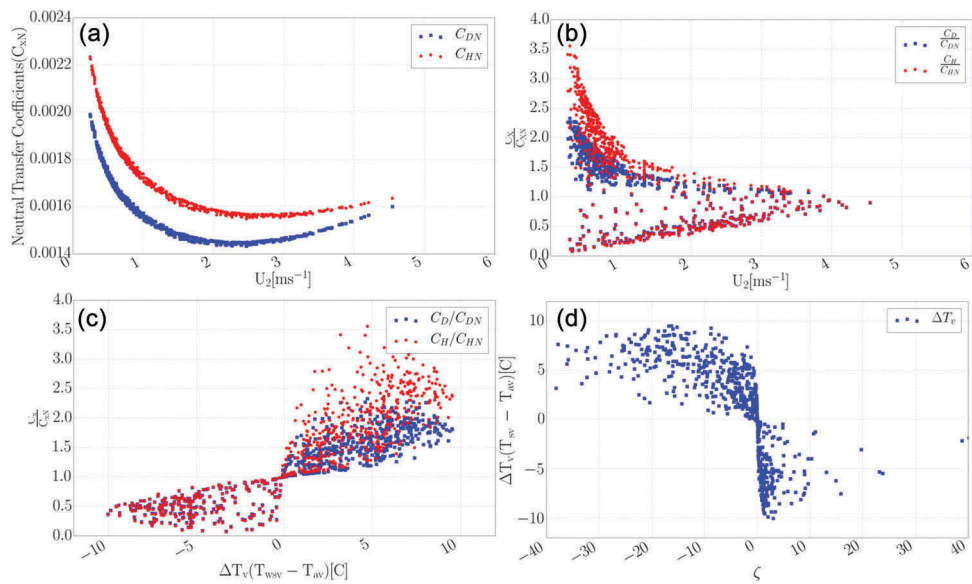 (a)
Neutral Transfer Coefficients(C_xN)
0.0024
0.0022
0.0020
0.0018
0.0016
0.0014
C_DN
C_HN
0 1 2 3 4 5 6
U_2[ms^-1]
(b)
4.0
3.5
3.0
2.5
2.0
1.5
1.0
0.5
0.0
C_D/C_DN
C_H/C_HN
0 1 2 3 4 5 6
U_2[ms^-1]
(c)
4.0
3.5
3.0
2.5
2.0
1.5
1.0
0.5
0.0
C_D/C_DN
C_H/C_HN
−10 −5 0 5 10
ΔT_v(T_wsv − T_av)[C]
(d)
ΔT_v(T_sv − T_av)[C]
10
5
0
−5
−10
ΔT_v
−40 −30 −20 −10 0 10 20 30 40
ζ